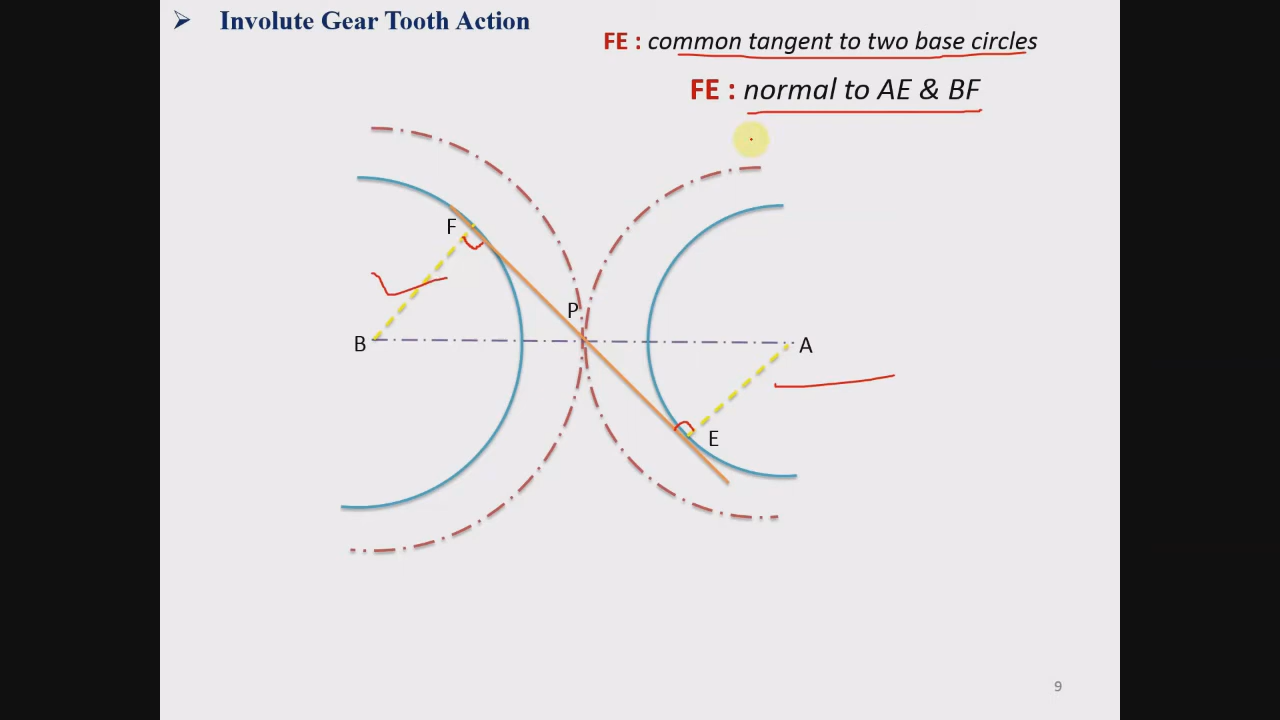 Involute Gear Tooth Action
FE : common tangent to two base circles
FE : normal to AE & BF
F
P
B
A
E
9